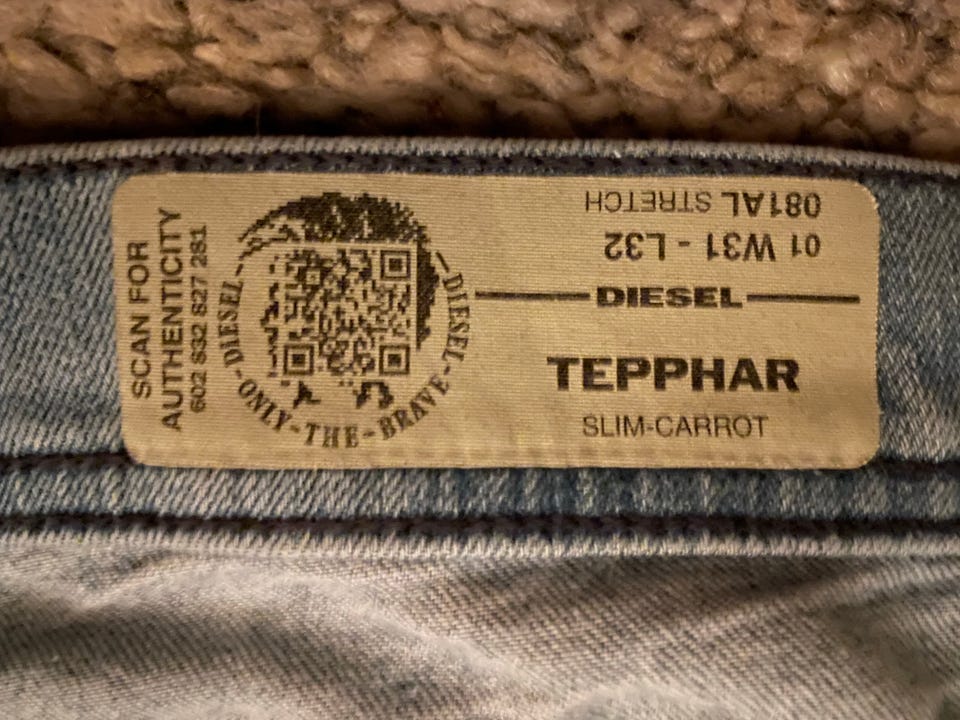 SCAN FOR
AUTHENTICITY
602 832 827 281
DIESEL-ONLY-THE-BRAVE-DIESEL
081AL STRETCH
01 W31 - L32
DIESEL
TEPPHAR
SLIM-CARROT